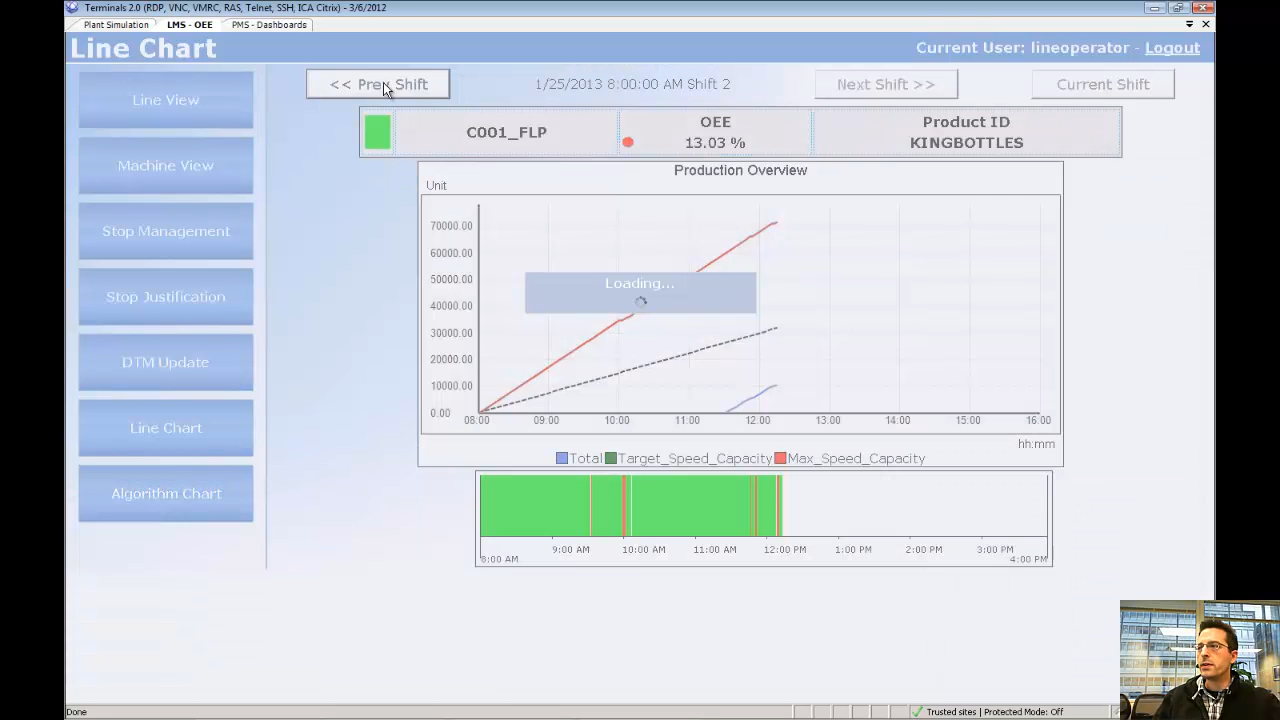 Terminals 2.0 (RDP, VNC, VMRC, RAS, Telnet, SSH, ICA Citrix) - 3/6/2012
Plant Simulation LMS - OEE PMS - Dashboards
Line Chart
Current User: lineoperator - Logout
Line View
Machine View
Stop Management
Stop Justification
DTM Update
Line Chart
Algorithm Chart
<< Prev Shift 1/25/2013 8:00:00 AM Shift 2 Next Shift >> Current Shift
C001_FLP
OEE
13.03 %
Product ID
KINGBOTTLES
Production Overview
Unit
70000.00
60000.00
50000.00
40000.00
30000.00
20000.00
10000.00
0.00
Loading...
08:00 09:00 10:00 11:00 12:00 13:00 14:00 15:00 16:00
hh:mm
Total Target_Speed_Capacity Max_Speed_Capacity
9:00 AM 10:00 AM 11:00 AM 12:00 PM 1:00 PM 2:00 PM 3:00 PM
8:00 AM 4:00 PM
Done
Trusted sites | Protected Mode: Off